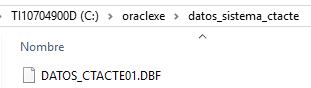 TI10704900D (C:) > oraclexe > datos_sistema_ctacte
Nombre
DATOS_CTACTE01.DBF